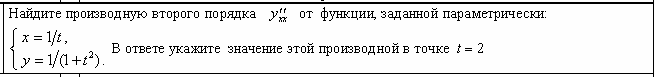 Найдите производную второго порядка y''xx от функции, заданной параметрически:
{ x = 1/t,
y = 1/(1+t²). В ответе укажите значение этой производной в точке t = 2